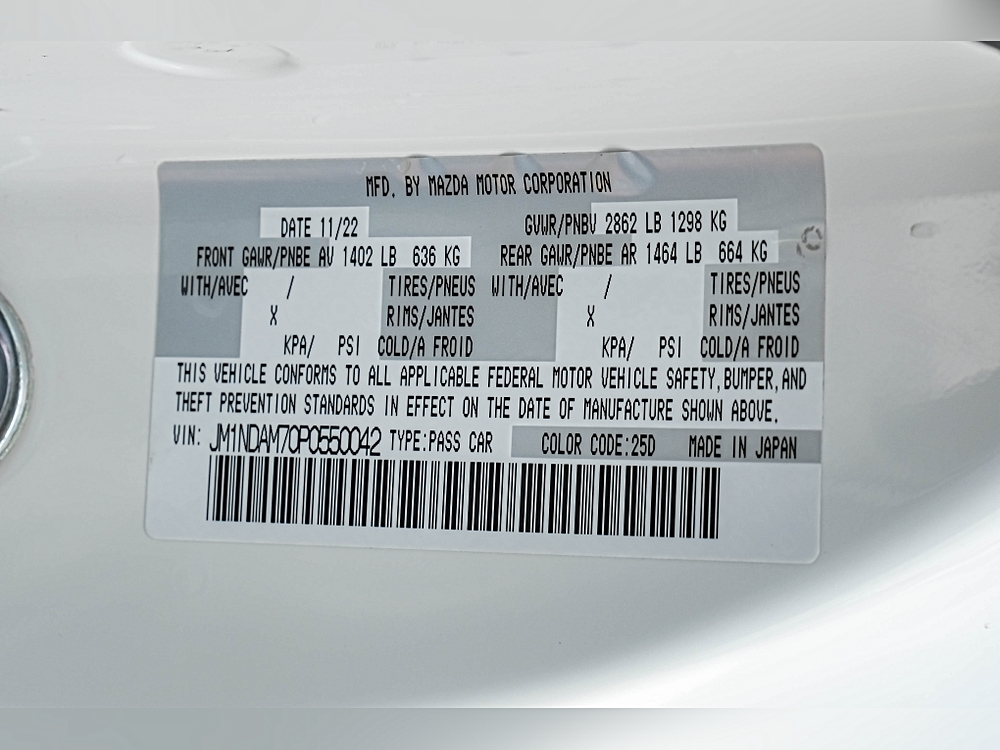 MFD. BY MAZDA MOTOR CORPORATION
DATE 11/22 GVWR/PNBV 2862 LB 1298 KG
FRONT GAWR/PNBE AV 1402 LB 636 KG REAR GAWR/PNBE AR 1464 LB 664 KG
WITH/AVEC / TIRES/PNEUS WITH/AVEC / TIRES/PNEUS
X RIMS/JANTES X RIMS/JANTES
KPA/ PSI COLD/A FROID KPA/ PSI COLD/A FROID
THIS VEHICLE CONFORMS TO ALL APPLICABLE FEDERAL MOTOR VEHICLE SAFETY,BUMPER,AND
THEFT PREVENTION STANDARDS IN EFFECT ON THE DATE OF MANUFACTURE SHOWN ABOVE.
VIN: JM1NDAM70P0550042 TYPE:PASS CAR COLOR CODE:25D MADE IN JAPAN